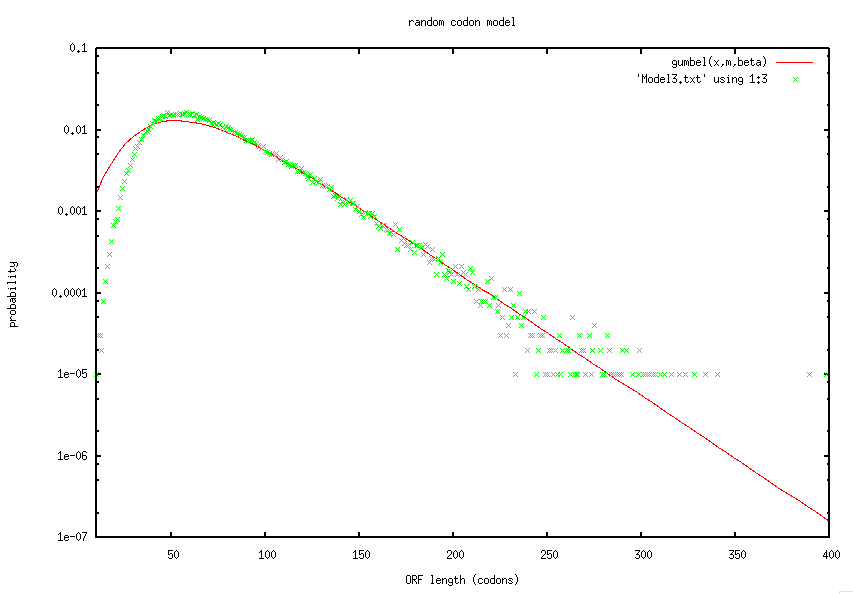 random codon model
0.1
gumbel(x,m,beta)
'Model3.txt' using 1:3
0.01
0.001
0.0001
1e-05
1e-06
1e-07
probability
50 100 150 200 250 300 350 400
ORF length (codons)